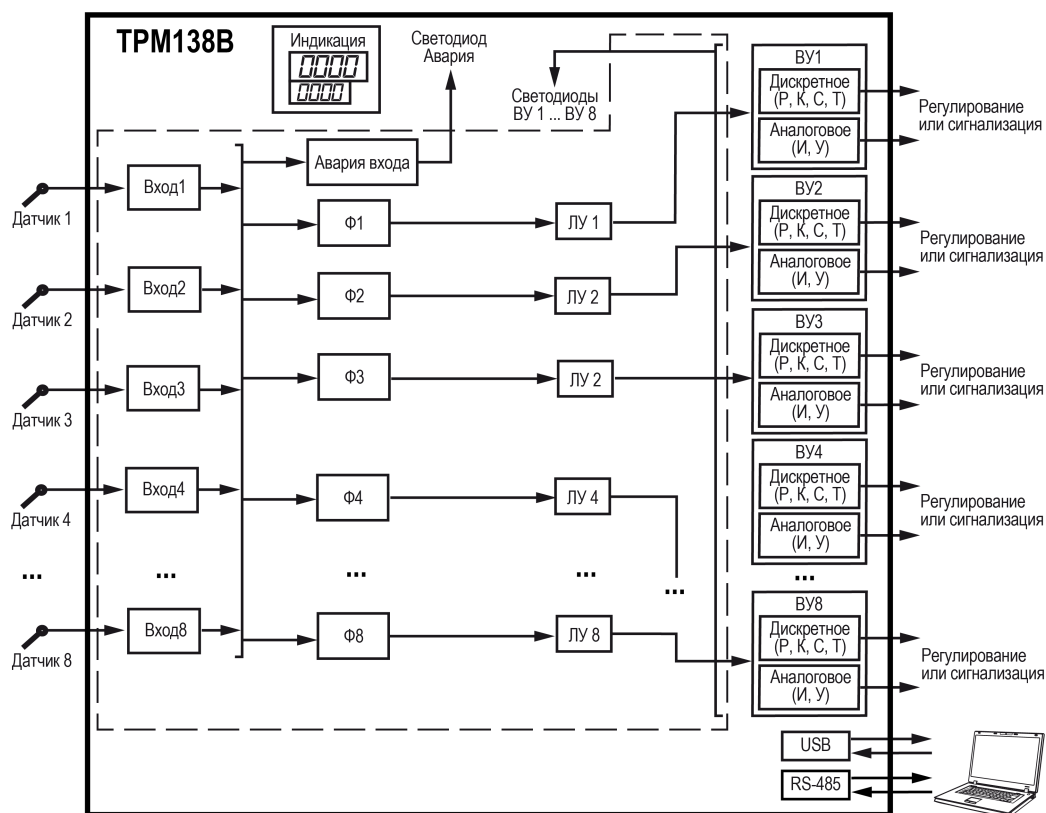 ТРМ138В
Индикация
0000
0000
Светодиод
Авария
Светодиоды
ВУ 1 ... ВУ 8
Авария входа
Датчик 1
Вход1
Ф1
ЛУ 1
ВУ1
Дискретное
(Р, К, С, Т)
Аналоговое
(И, У)
Регулирование
или сигнализация
Датчик 2
Вход2
Ф2
ЛУ 2
ВУ2
Дискретное
(Р, К, С, Т)
Аналоговое
(И, У)
Регулирование
или сигнализация
Датчик 3
Вход3
Ф3
ЛУ 2
ВУ3
Дискретное
(Р, К, С, Т)
Аналоговое
(И, У)
Регулирование
или сигнализация
Датчик 4
Вход4
Ф4
ЛУ 4
ВУ4
Дискретное
(Р, К, С, Т)
Аналоговое
(И, У)
Регулирование
или сигнализация
...
...
...
...
...
...
Датчик 8
Вход8
Ф8
ЛУ 8
ВУ8
Дискретное
(Р, К, С, Т)
Аналоговое
(И, У)
Регулирование
или сигнализация
USB
RS-485